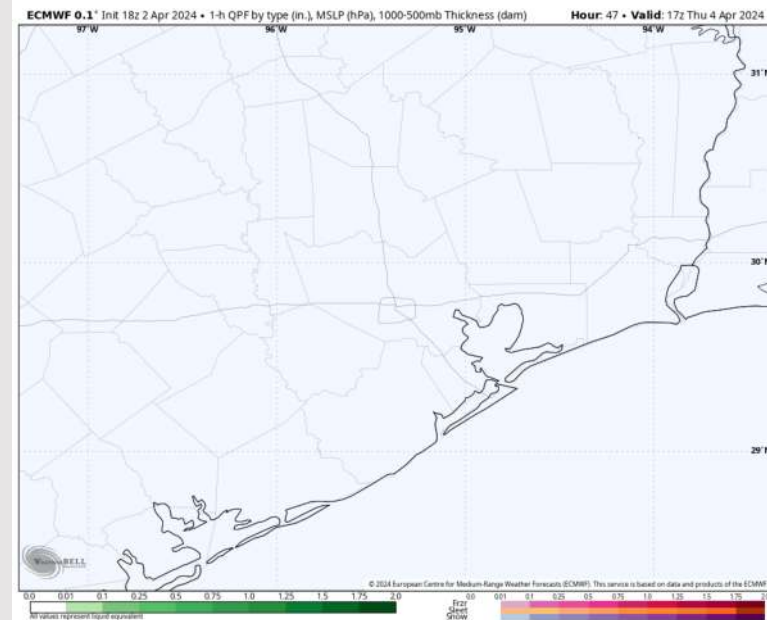 ECMWF 0.1° Init 18z 2 Apr 2024 • 1-h QPF by type (in.), MSLP (hPa), 1000-500mb Thickness (dam) Hour: 47 • Valid: 17z Thu 4 Apr 2024
97°W 96°W 95°W 94°W
31°N
30°N
29°N
WeatherBELL
© 2024 European Centre for Medium-Range Weather Forecasts (ECMWF). This service is based on data and products of the ECMWF
0.0 0.01 0.1 0.25 0.5 0.75 1.0 1.25 1.5 1.75 2.0 0.0 0.01 0.1 0.25 0.5 0.75 1.0 1.25 1.5 1.75
Frzr
Sleet
Snow
All values represent liquid equivalent